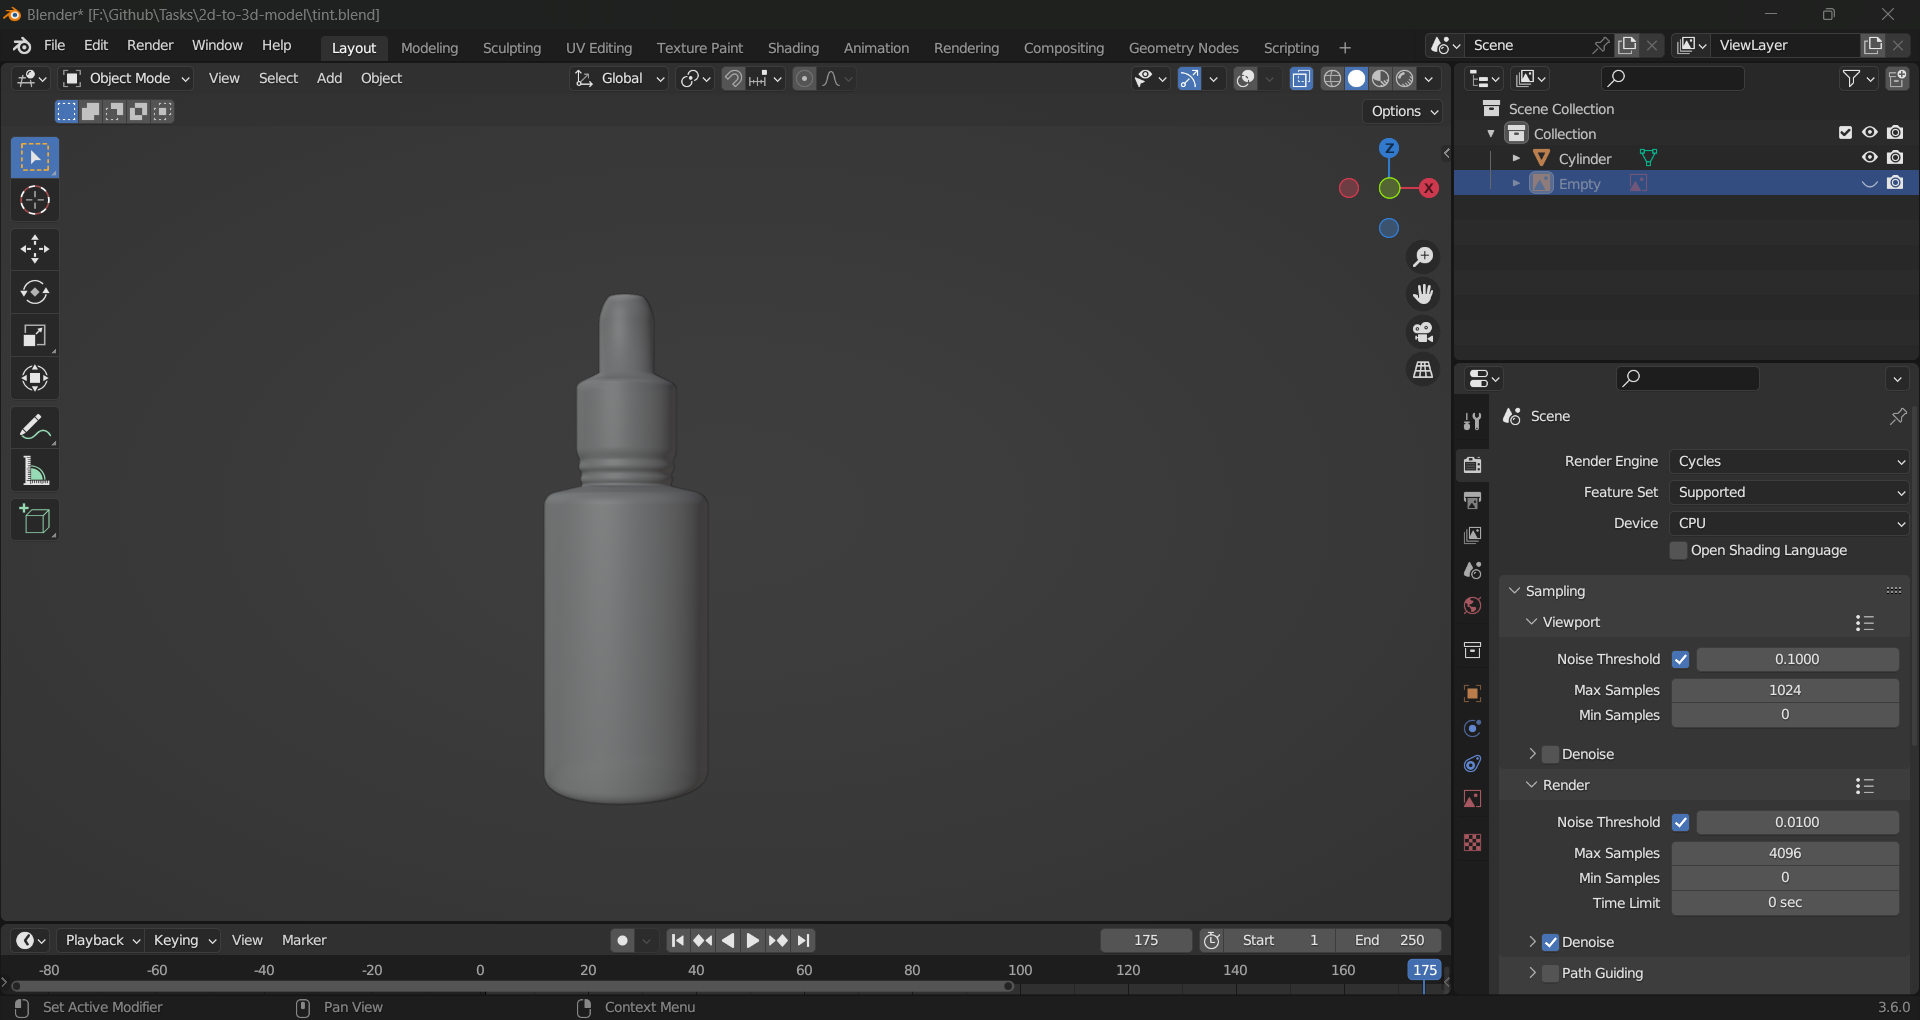 Blender* [F:\Github\Tasks\2d-to-3d-model\tint.blend]
File Edit Render Window Help Layout Modeling Sculpting UV Editing Texture Paint Shading Animation Rendering Compositing Geometry Nodes Scripting + Scene ViewLayer
Object Mode View Select Add Object Global
Options
Z
X
Scene Collection
Collection
Cylinder
Empty
Scene
Render Engine Cycles
Feature Set Supported
Device CPU
Open Shading Language
Sampling
Viewport
Noise Threshold 0.1000
Max Samples 1024
Min Samples 0
Denoise
Render
Noise Threshold 0.0100
Max Samples 4096
Min Samples 0
Time Limit 0 sec
Denoise
Path Guiding
Playback Keying View Marker 175 Start 1 End 250
-80 -60 -40 -20 0 20 40 60 80 100 120 140 160 175
Set Active Modifier Pan View Context Menu 3.6.0